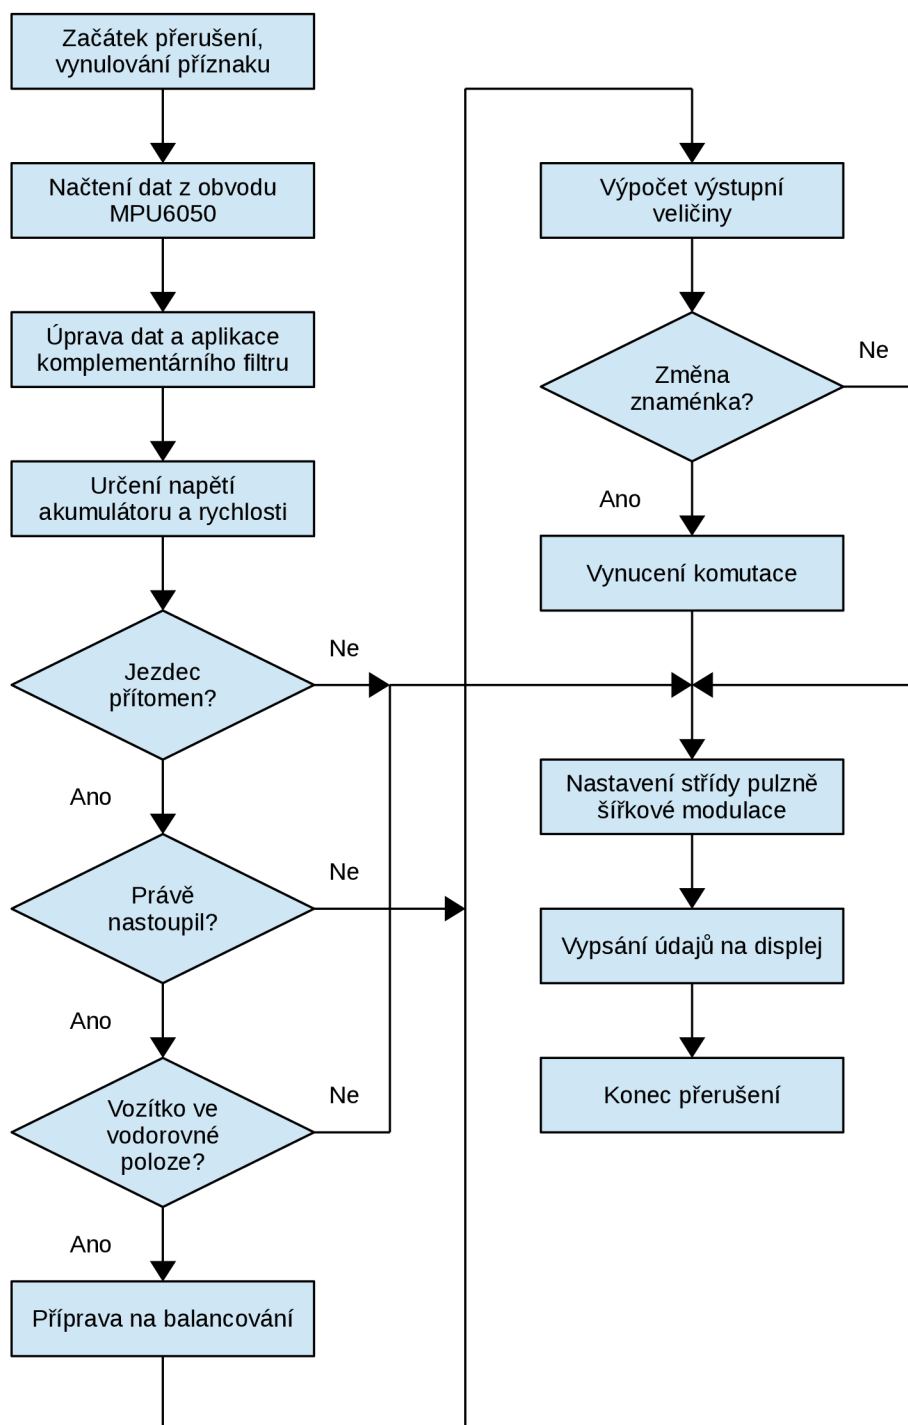 Začátek přerušení,
vynulování příznaku
Načtení dat z obvodu
MPU6050
Úprava dat a aplikace
komplementárního filtru
Určení napětí
akumulátoru a rychlosti
Jezdec
přítomen?
Ne
Ano
Právě
nastoupil?
Ne
Ano
Vozítko ve
vodorovné
poloze?
Ne
Ano
Příprava na balancování
Výpočet výstupní
veličiny
Změna
znaménka?
Ne
Ano
Vynucení komutace
Nastavení střídy pulzně
šířkové modulace
Vypsání údajů na displej
Konec přerušení